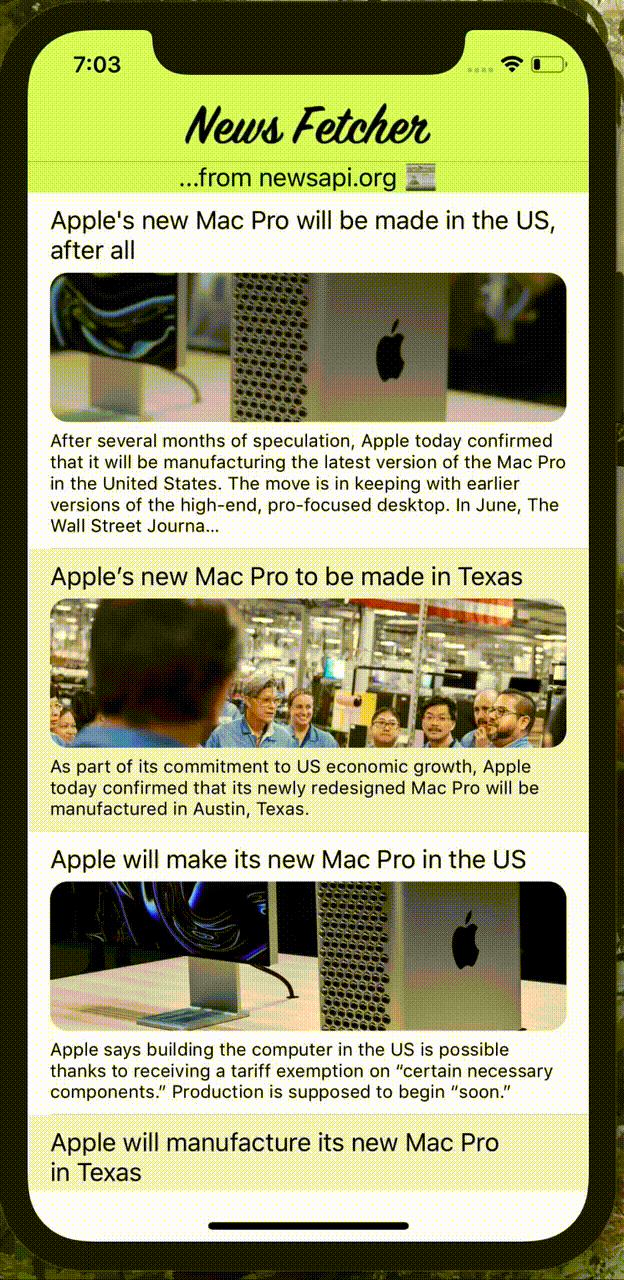 7:03
News Fetcher
...from newsapi.org 📰
Apple's new Mac Pro will be made in the US,
after all
After several months of speculation, Apple today confirmed
that it will be manufacturing the latest version of the Mac Pro
in the United States. The move is in keeping with earlier
versions of the high-end, pro-focused desktop. In June, The
Wall Street Journa...
Apple’s new Mac Pro to be made in Texas
As part of its commitment to US economic growth, Apple
today confirmed that its newly redesigned Mac Pro will be
manufactured in Austin, Texas.
Apple will make its new Mac Pro in the US
Apple says building the computer in the US is possible
thanks to receiving a tariff exemption on “certain necessary
components.” Production is supposed to begin “soon.”
Apple will manufacture its new Mac Pro
in Texas